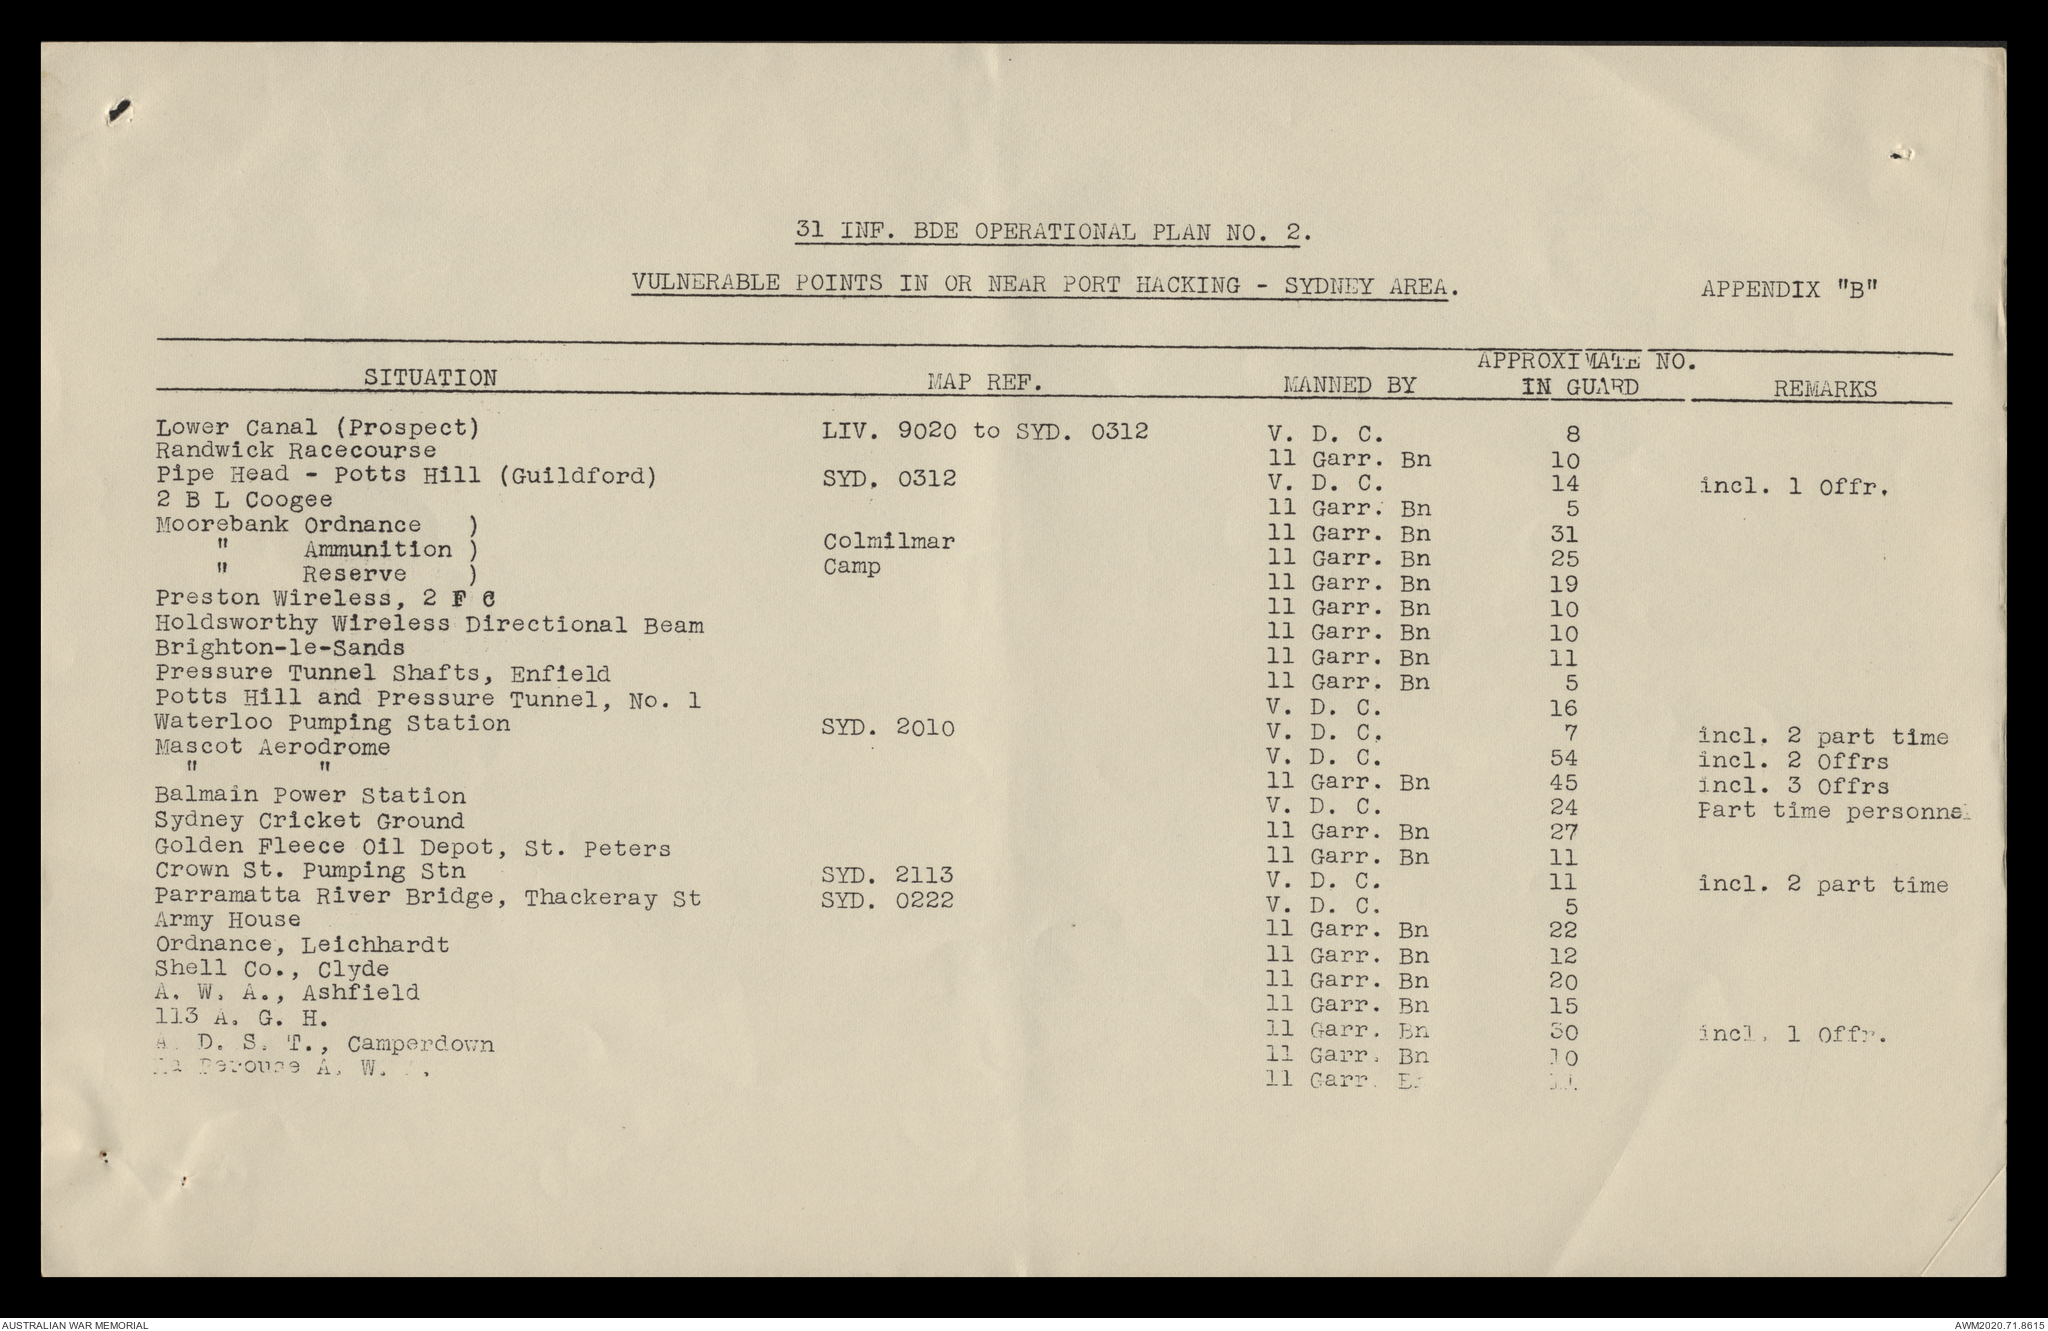 31 INF. BDE OPERATIONAL PLAN NO. 2.
VULNERABLE POINTS IN OR NEAR PORT HACKING - SYDNEY AREA. APPENDIX "B"
SITUATION MAP REF. MANNED BY APPROXIMATE NO. IN GUARD REMARKS
Lower Canal (Prospect) LIV. 9020 to SYD. 0312 V. D. C. 8
Randwick Racecourse 11 Garr. Bn 10
Pipe Head - Potts Hill (Guildford) SYD. 0312 V. D. C. 14 incl. 1 Offr.
2 B L Coogee 11 Garr. Bn 5
Moorebank Ordnance ) 11 Garr. Bn 31
" Ammunition ) Colmilmar 11 Garr. Bn 25
" Reserve ) Camp 11 Garr. Bn 19
Preston Wireless, 2 F C 11 Garr. Bn 10
Holdsworthy Wireless Directional Beam 11 Garr. Bn 10
Brighton-le-Sands 11 Garr. Bn 11
Pressure Tunnel Shafts, Enfield 11 Garr. Bn 5
Potts Hill and Pressure Tunnel, No. 1 V. D. C. 16
Waterloo Pumping Station SYD. 2010 V. D. C. 7 incl. 2 part time
Mascot Aerodrome V. D. C. 54 incl. 2 Offrs
" " 11 Garr. Bn 45 incl. 3 Offrs
Balmain Power Station V. D. C. 24 Part time personnel
Sydney Cricket Ground 11 Garr. Bn 27
Golden Fleece Oil Depot, St. Peters 11 Garr. Bn 11
Crown St. Pumping Stn SYD. 2113 V. D. C. 11 incl. 2 part time
Parramatta River Bridge, Thackeray St SYD. 0222 V. D. C. 5
Army House 11 Garr. Bn 22
Ordnance, Leichhardt 11 Garr. Bn 12
Shell Co., Clyde 11 Garr. Bn 20
A. W. A., Ashfield 11 Garr. Bn 15
113 A. G. H. 11 Garr. Bn 30 incl. 1 Offr.
A. D. S. T., Camperdown 11 Garr. Bn 10
Perouse A. W. 11 Garr.
AUSTRALIAN WAR MEMORIAL AWM2020.71.8615